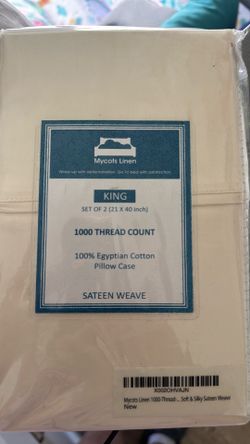 Mycots Linen
KING
SET OF 2 (21 X 40 inch)
1000 THREAD COUNT
100% Egyptian Cotton
Pillow Case
SATEEN WEAVE
X002OHVAJN
Mycots Linen 1000-Thread-... Soft & Silky Sateen Weave
New